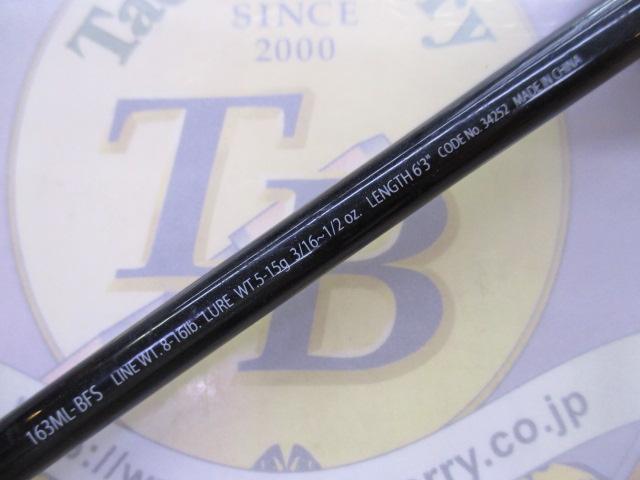 SINCE
2000
TB
163ML-BFS LINE WT. 8-16lb. LURE WT.5-15g 3/16~1/2 oz. LENGTH 6'3" CODE No. 34252 MADE IN CHINA
erry.co.jp